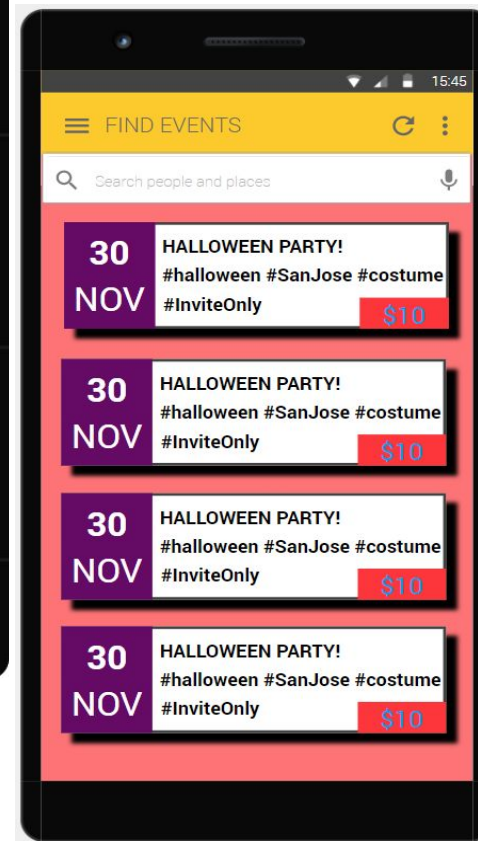 15:45
FIND EVENTS
Search people and places
30
NOV
HALLOWEEN PARTY!
#halloween #SanJose #costume
#InviteOnly
$10
30
NOV
HALLOWEEN PARTY!
#halloween #SanJose #costume
#InviteOnly
$10
30
NOV
HALLOWEEN PARTY!
#halloween #SanJose #costume
#InviteOnly
$10
30
NOV
HALLOWEEN PARTY!
#halloween #SanJose #costume
#InviteOnly
$10